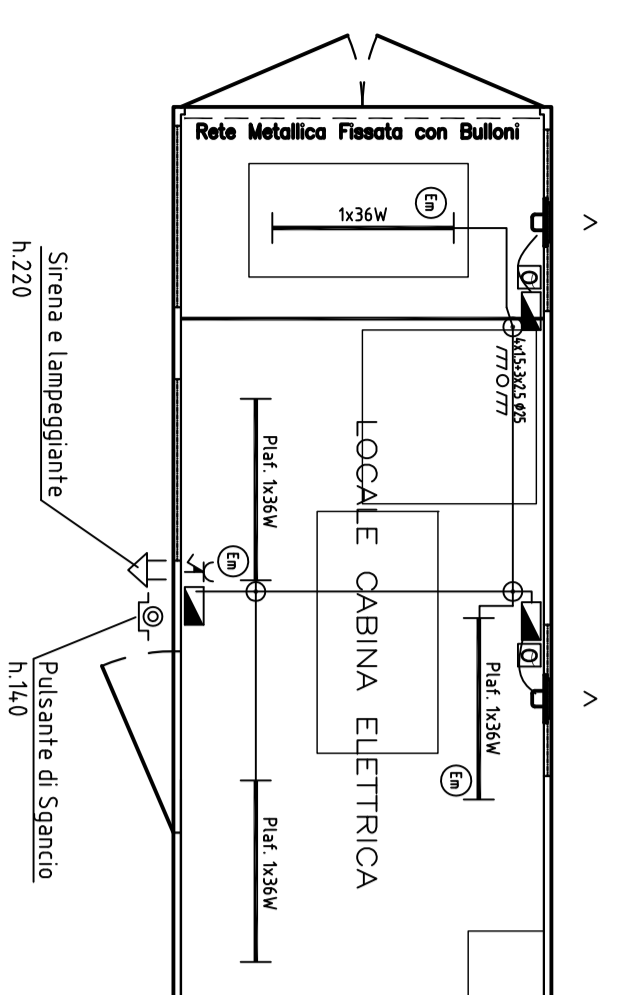 Rete Metallica Fissata con Bulloni
1x36W
Em
4x1.5+3x2.5 ø25
LOCALE CABINA ELETTRICA
Plaf. 1x36W
Em
Plaf. 1x36W
Em
Plaf. 1x36W
Sirena e lampeggiante
h.220
Pulsante di Sgancio
h.140